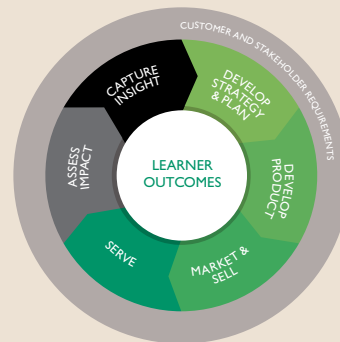 CUSTOMER AND STAKEHOLDER REQUIREMENTS
CAPTURE
INSIGHT
DEVELOP
STRATEGY
& PLAN
DEVELOP
PRODUCT
MARKET &
SELL
SERVE
ASSESS
IMPACT
LEARNER
OUTCOMES